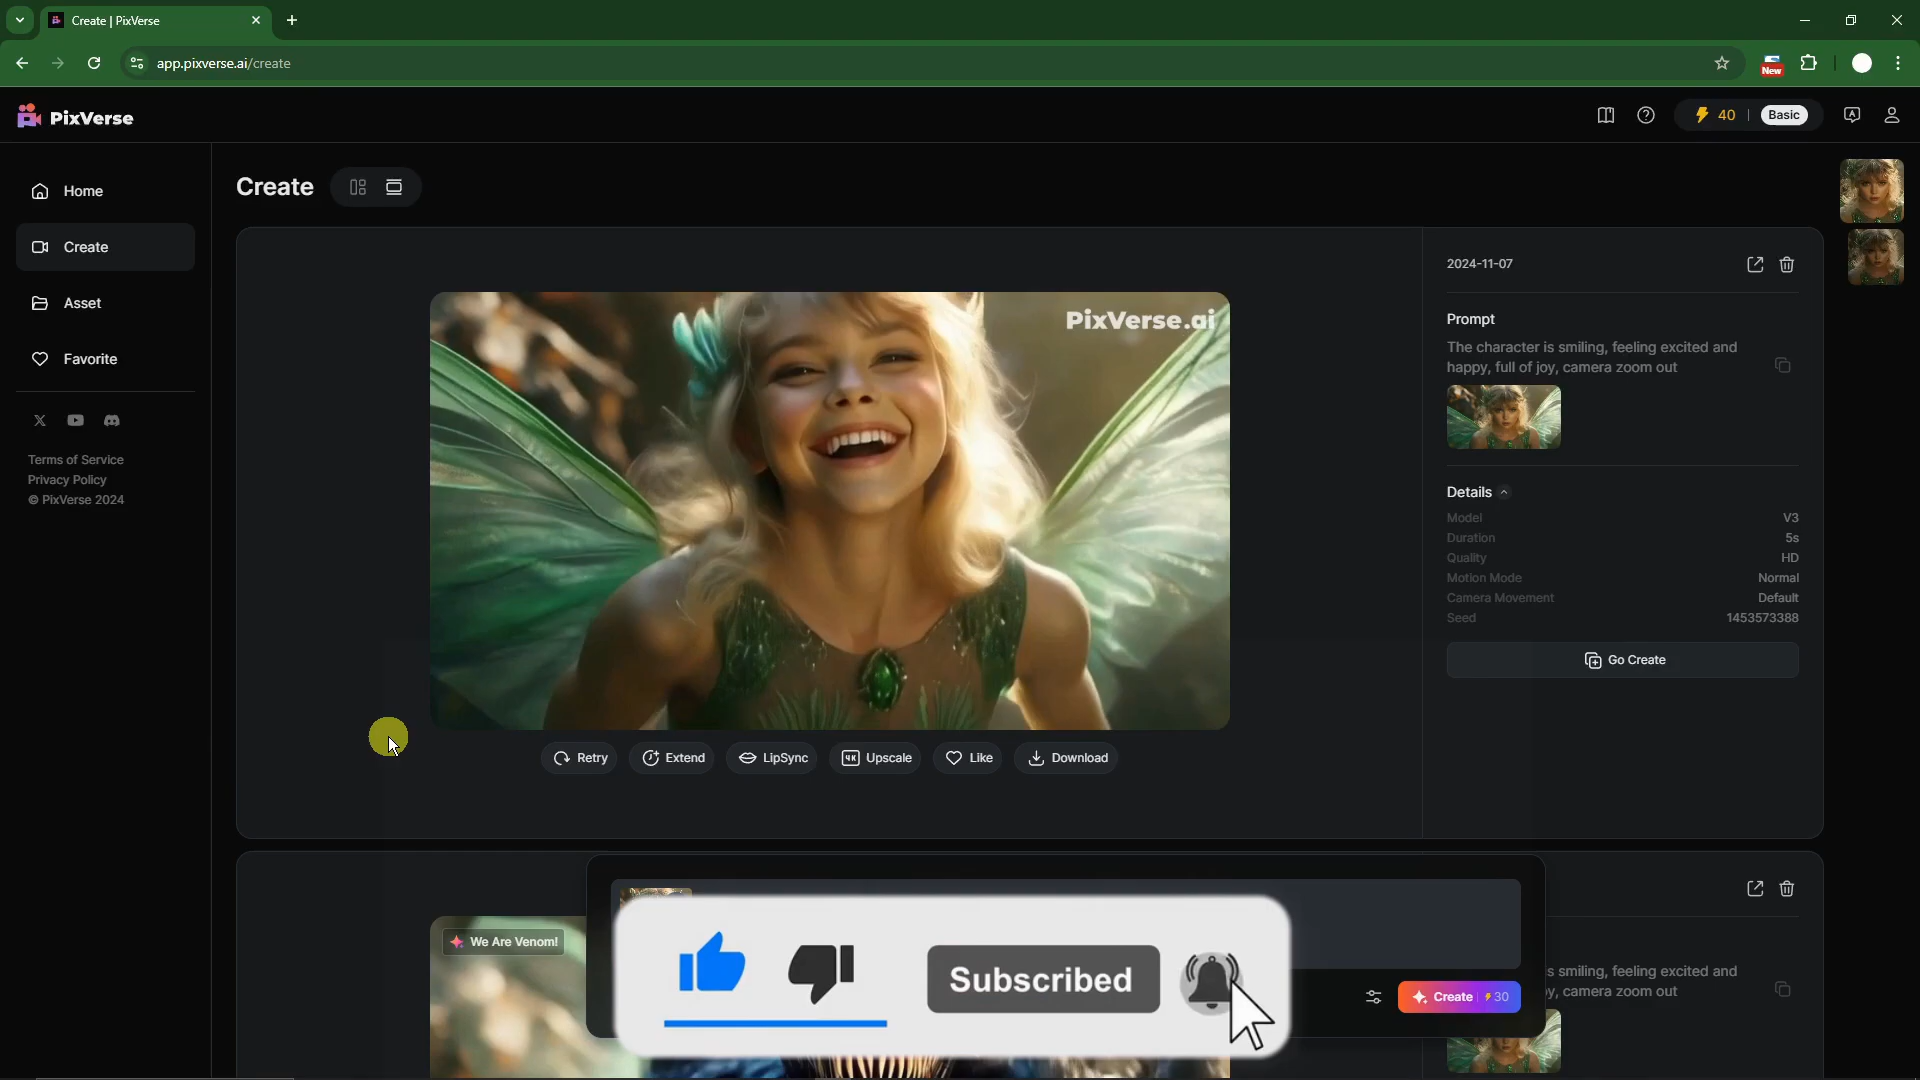 Create | PixVerse
app.pixverse.ai/create
New
PixVerse
40
Basic
Home
Create
Asset
Favorite
Terms of Service
Privacy Policy
© PixVerse 2024
Create
PixVerse.ai
Retry
Extend
LipSync
4K Upscale
Like
Download
2024-11-07
Prompt
The character is smiling, feeling excited and
happy, full of joy, camera zoom out
Details
Model V3
Duration 5s
Quality HD
Motion Mode Normal
Camera Movement Default
Seed 1453573388
Go Create
We Are Venom!
Subscribed
Create 30
s smiling, feeling excited and
y, camera zoom out